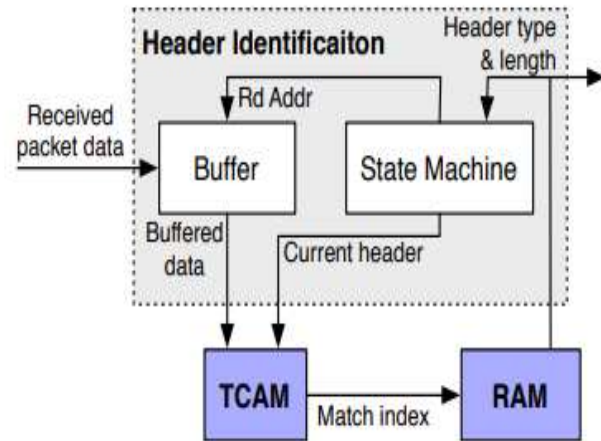 Header Identificaiton
Header type
& length
Rd Addr
Received
packet data
Buffer
State Machine
Buffered
data
Current header
TCAM
Match index
RAM